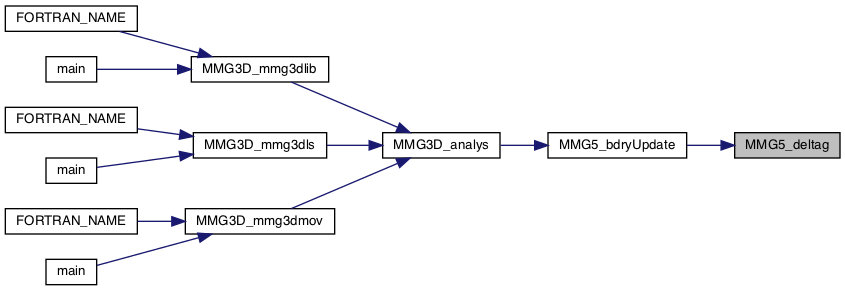 FORTRAN_NAME
main
MMG3D_mmg3dlib
FORTRAN_NAME
main
MMG3D_mmg3dls
MMG3D_analys
MMG5_bdryUpdate
MMG5_deltag
FORTRAN_NAME
main
MMG3D_mmg3dmov